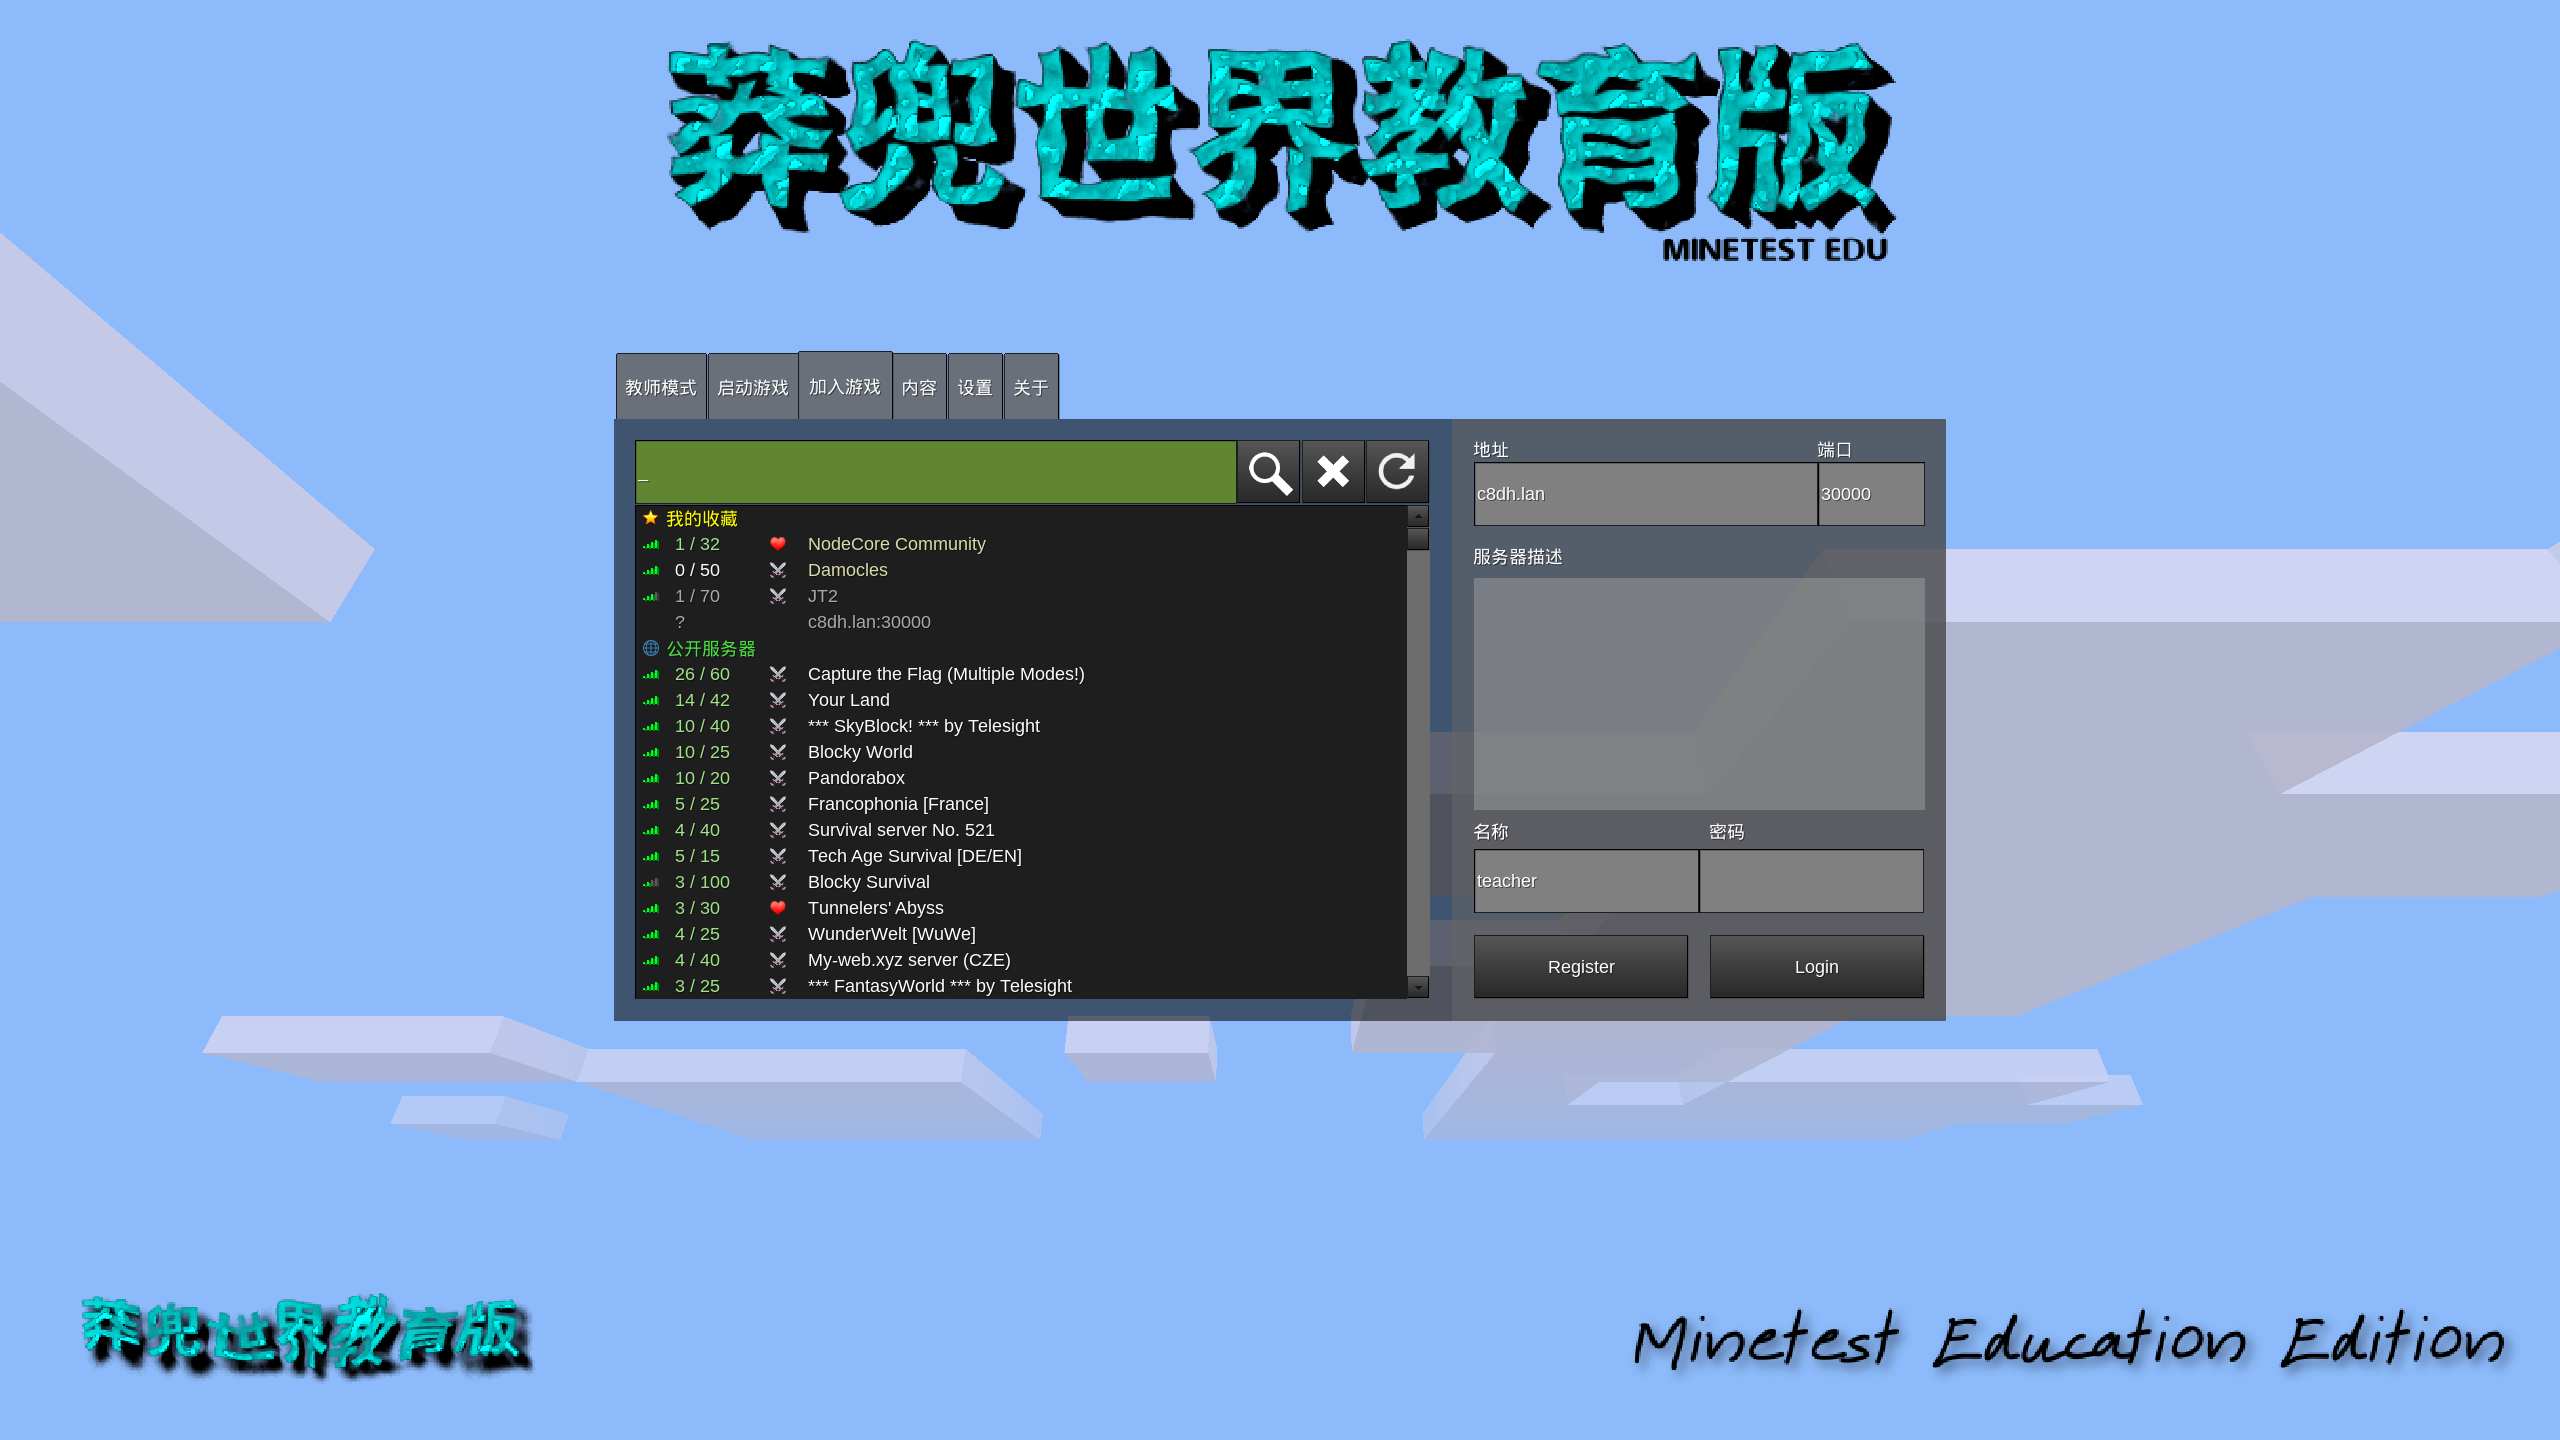 莽兜世界教育版
MINETEST EDU
教师模式 启动游戏 加入游戏 内容 设置 关于
_
我的收藏
1 / 32 NodeCore Community
0 / 50 Damocles
1 / 70 JT2
? c8dh.lan:30000
公开服务器
26 / 60 Capture the Flag (Multiple Modes!)
14 / 42 Your Land
10 / 40 *** SkyBlock! *** by Telesight
10 / 25 Blocky World
10 / 20 Pandorabox
5 / 25 Francophonia [France]
4 / 40 Survival server No. 521
5 / 15 Tech Age Survival [DE/EN]
3 / 100 Blocky Survival
3 / 30 Tunnelers' Abyss
4 / 25 WunderWelt [WuWe]
4 / 40 My-web.xyz server (CZE)
3 / 25 *** FantasyWorld *** by Telesight
地址 端口
c8dh.lan 30000
服务器描述
名称 密码
teacher
Register Login
莽兜世界教育版
Minetest Education Edition